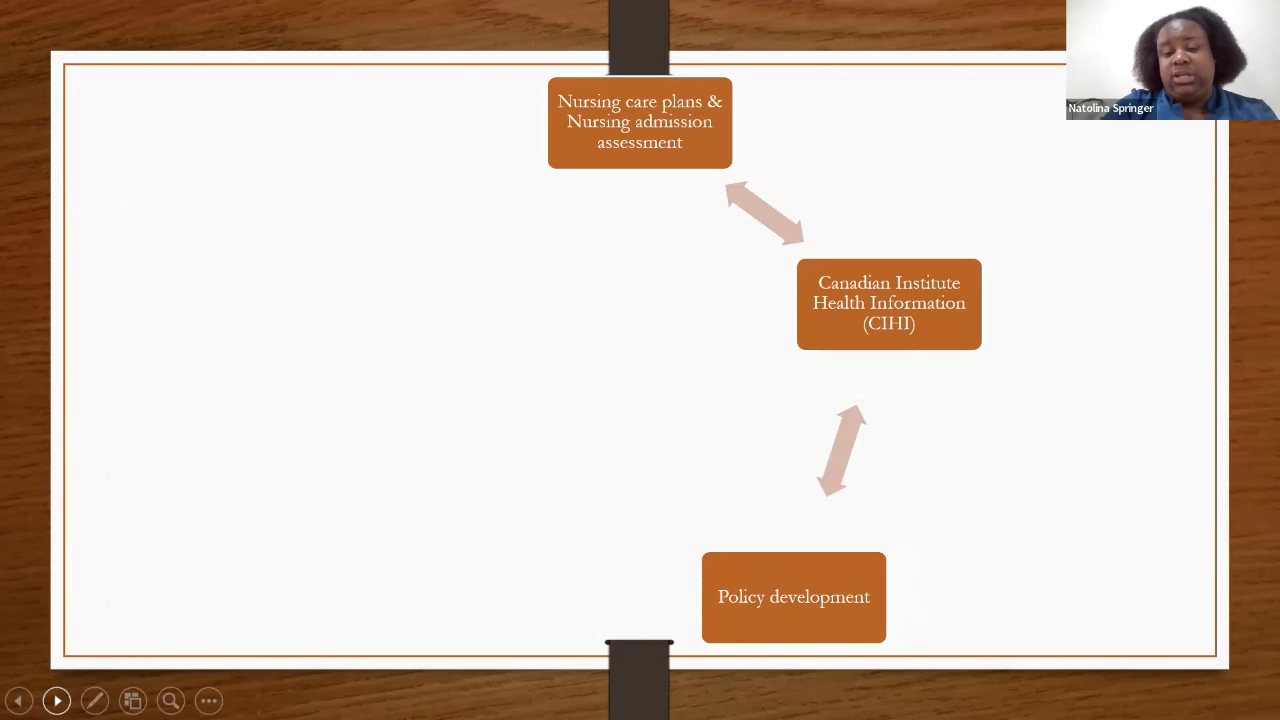 Nursing care plans &
Nursing admission
assessment
Natolina Springer
Canadian Institute
Health Information
(CIHI)
Policy development